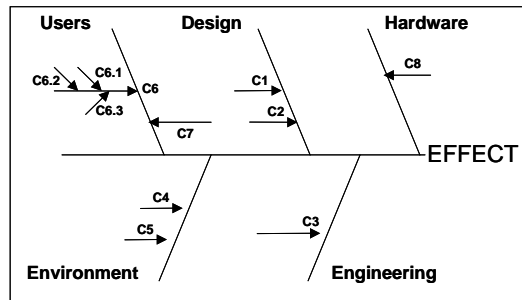 Users Design Hardware
C6.2 C6.1 C6 C1 C8
C6.3 C7 C2
EFFECT
C4 C3
C5
Environment Engineering